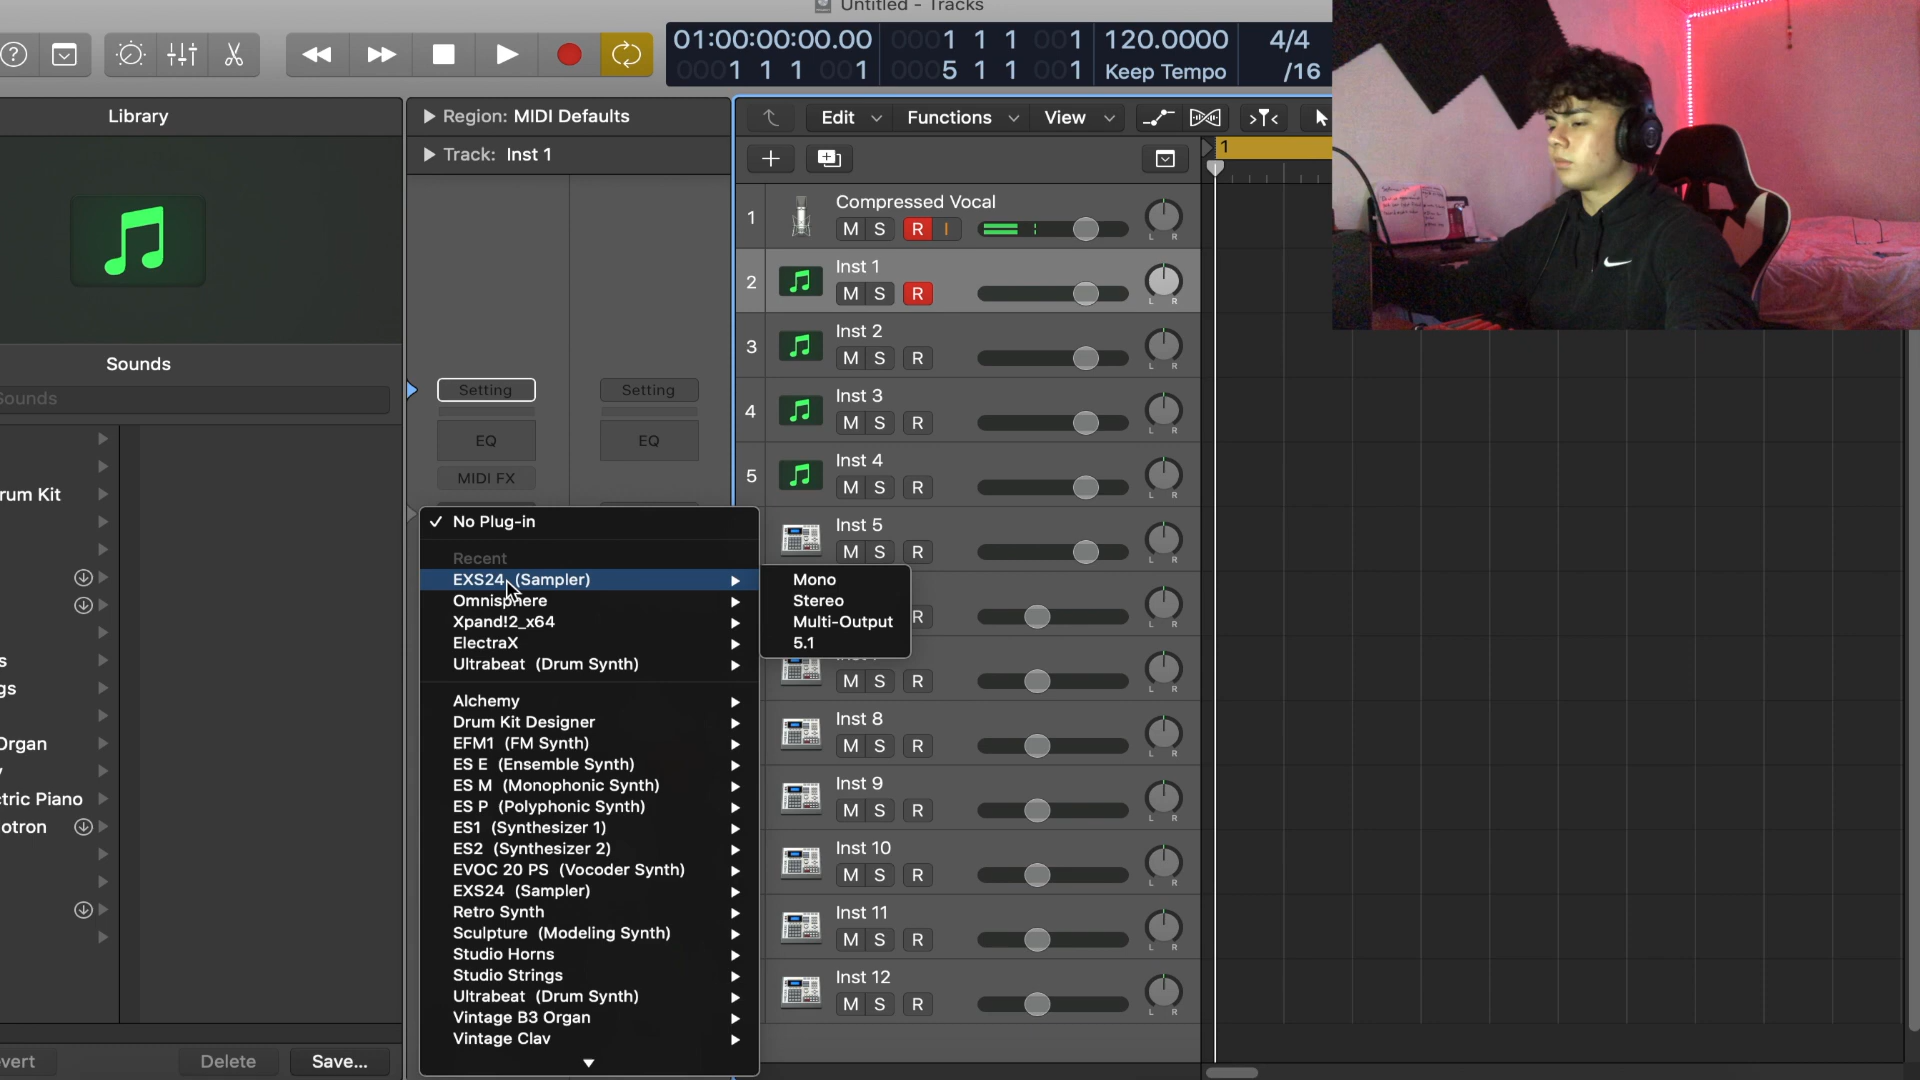 Untitled - Tracks
01:00:00:00.00
0001 1 1 001
120.0000
4/4
0001 1 1 001
0005 1 1 001
Keep Tempo
/16
Library
Region: MIDI Defaults
Edit
Functions
View
Track: Inst 1
1
1
Compressed Vocal
M S R I
L R
Sounds
Sounds
rum Kit
s
gs
Organ
y
tric Piano
otron
vert
Delete
Save...
Setting
Setting
EQ
EQ
MIDI FX
2
Inst 1
M S R
L R
3
Inst 2
M S R
L R
4
Inst 3
M S R
L R
5
Inst 4
M S R
L R
Inst 5
M S R
L R
R
L R
M S R
L R
Inst 8
M S R
L R
Inst 9
M S R
L R
Inst 10
M S R
L R
Inst 11
M S R
L R
Inst 12
M S R
L R
✓ No Plug-in
Recent
EXS24 (Sampler)
Omnisphere
Xpand!2_x64
ElectraX
Ultrabeat (Drum Synth)
Alchemy
Drum Kit Designer
EFM1 (FM Synth)
ES E (Ensemble Synth)
ES M (Monophonic Synth)
ES P (Polyphonic Synth)
ES1 (Synthesizer 1)
ES2 (Synthesizer 2)
EVOC 20 PS (Vocoder Synth)
EXS24 (Sampler)
Retro Synth
Sculpture (Modeling Synth)
Studio Horns
Studio Strings
Ultrabeat (Drum Synth)
Vintage B3 Organ
Vintage Clav
Mono
Stereo
Multi-Output
5.1